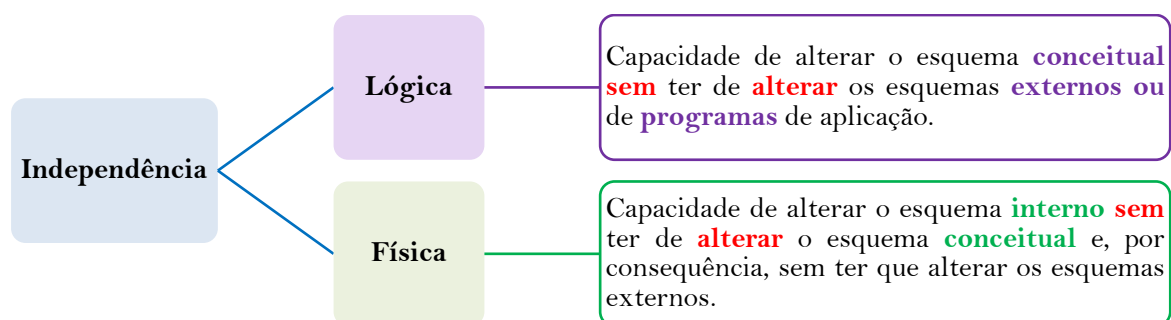 Independência
Lógica
Capacidade de alterar o esquema conceitual
sem ter de alterar os esquemas externos ou
de programas de aplicação.
Física
Capacidade de alterar o esquema interno sem
ter de alterar o esquema conceitual e, por
consequência, sem ter que alterar os esquemas
externos.